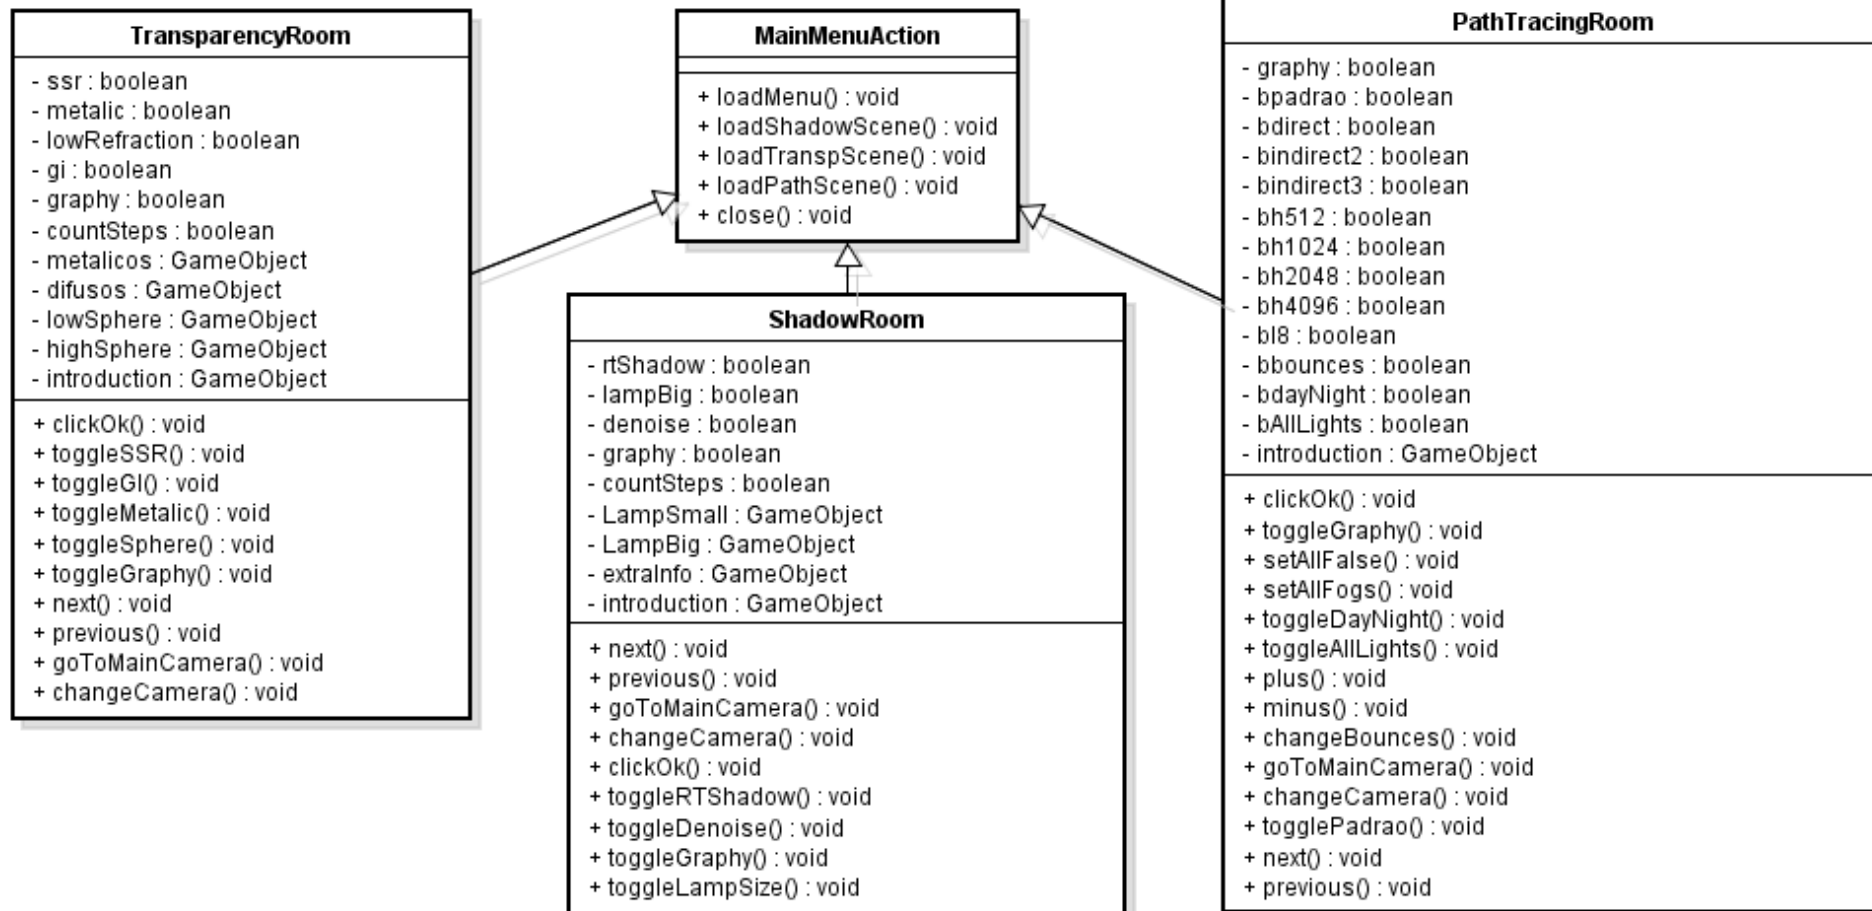 TransparencyRoom
- ssr : boolean
- metalic : boolean
- lowRefraction : boolean
- gi : boolean
- graphy : boolean
- countSteps : boolean
- metalicos : GameObject
- difusos : GameObject
- lowSphere : GameObject
- highSphere : GameObject
- introduction : GameObject
+ clickOk() : void
+ toggleSSR() : void
+ toggleGI() : void
+ toggleMetalic() : void
+ toggleSphere() : void
+ toggleGraphy() : void
+ next() : void
+ previous() : void
+ goToMainCamera() : void
+ changeCamera() : void
MainMenuAction
+ loadMenu() : void
+ loadShadowScene() : void
+ loadTranspScene() : void
+ loadPathScene() : void
+ close() : void
ShadowRoom
- rtShadow : boolean
- lampBig : boolean
- denoise : boolean
- graphy : boolean
- countSteps : boolean
- LampSmall : GameObject
- LampBig : GameObject
- extraInfo : GameObject
- introduction : GameObject
+ next() : void
+ previous() : void
+ goToMainCamera() : void
+ changeCamera() : void
+ clickOk() : void
+ toggleRTShadow() : void
+ toggleDenoise() : void
+ toggleGraphy() : void
+ toggleLampSize() : void
PathTracingRoom
- graphy : boolean
- bpadrao : boolean
- bdirect : boolean
- bindirect2 : boolean
- bindirect3 : boolean
- bh512 : boolean
- bh1024 : boolean
- bh2048 : boolean
- bh4096 : boolean
- bl8 : boolean
- bbounces : boolean
- bdayNight : boolean
- bAllLights : boolean
- introduction : GameObject
+ clickOk() : void
+ toggleGraphy() : void
+ setAllFalse() : void
+ setAllFogs() : void
+ toggleDayNight() : void
+ toggleAllLights() : void
+ plus() : void
+ minus() : void
+ changeBounces() : void
+ goToMainCamera() : void
+ changeCamera() : void
+ togglePadrao() : void
+ next() : void
+ previous() : void